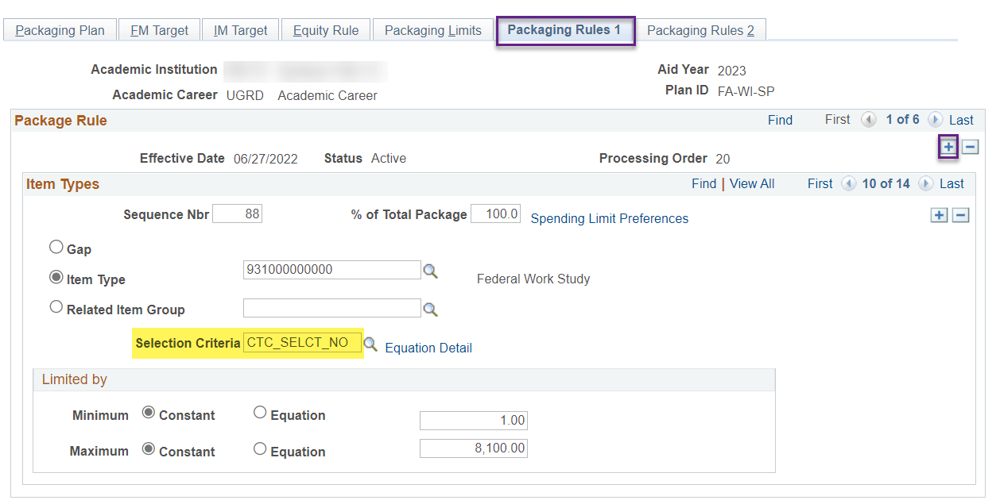 Packaging Plan FM Target IM Target Equity Rule Packaging Limits Packaging Rules 1 Packaging Rules 2
Academic Institution Aid Year 2023
Academic Career UGRD Academic Career Plan ID FA-WI-SP
Package Rule Find First 1 of 6 Last
Effective Date 06/27/2022 Status Active Processing Order 20
Item Types Find | View All First 10 of 14 Last
Sequence Nbr 88 % of Total Package 100.0 Spending Limit Preferences
Gap
Item Type 931000000000 Federal Work Study
Related Item Group
Selection Criteria CTC_SELCT_NO Equation Detail
Limited by
Minimum Constant Equation 1.00
Maximum Constant Equation 8,100.00